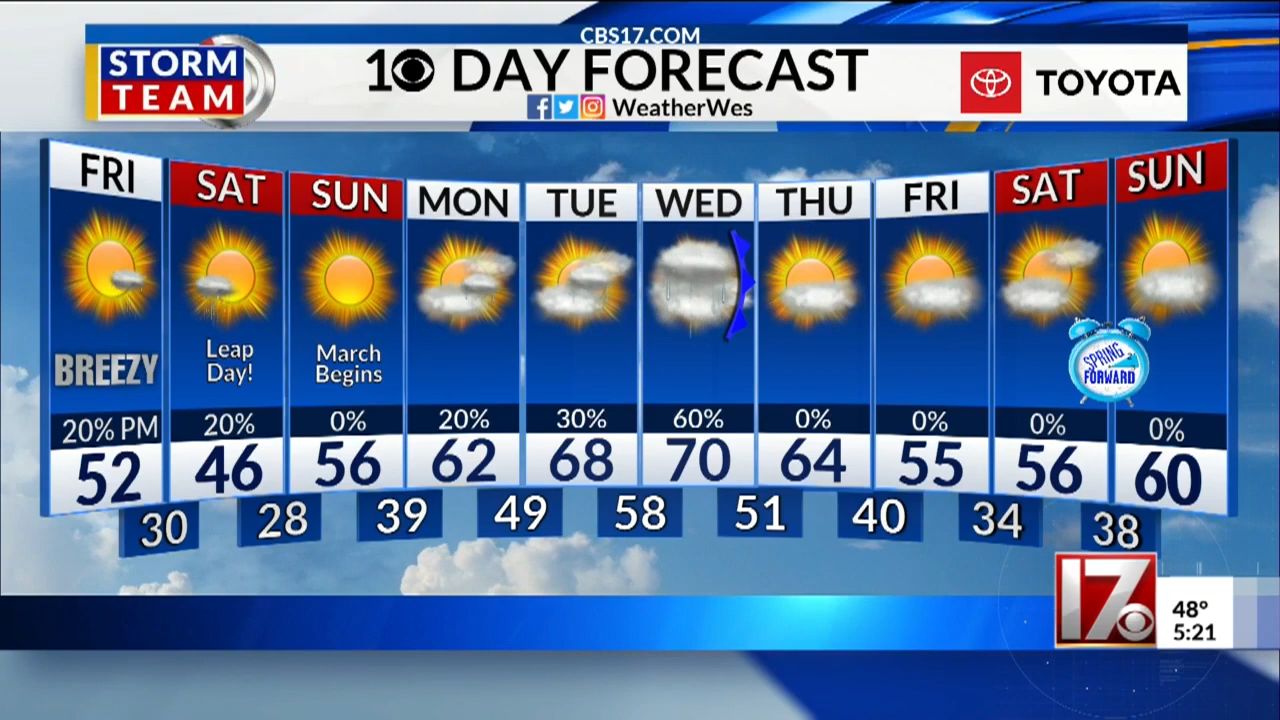 CBS17.COM
STORM
TEAM
10 DAY FORECAST
WeatherWes
TOYOTA
FRI SAT SUN MON TUE WED THU FRI SAT SUN
BREEZY
Leap
Day!
March
Begins
SPRING
FORWARD
20% PM 20% 0% 20% 30% 60% 0% 0% 0% 0%
52 46 56 62 68 70 64 55 56 60
30 28 39 49 58 51 40 34 38
17
48°
5:21